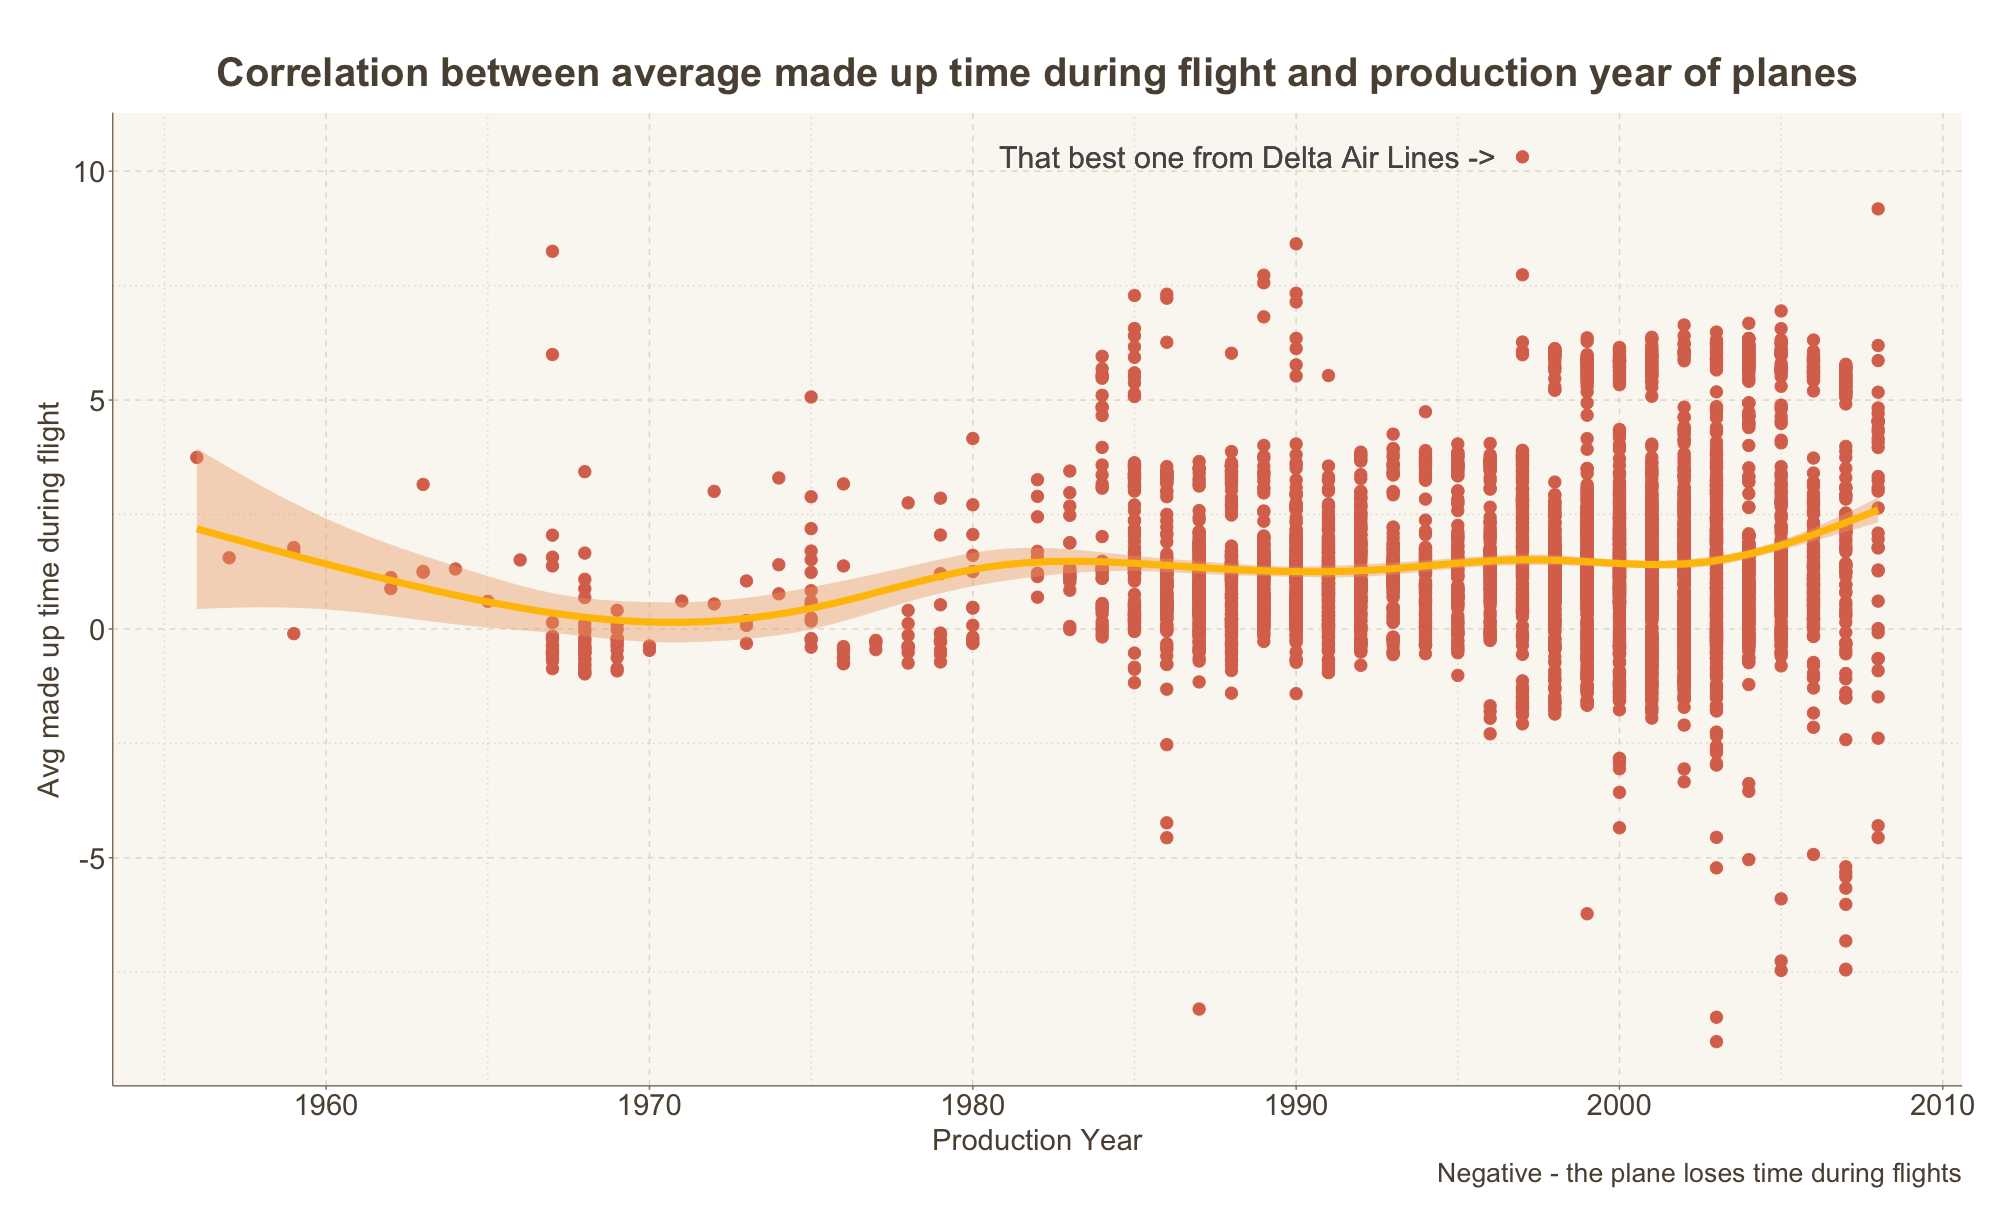 Correlation between average made up time during flight and production year of planes
That best one from Delta Air Lines ->
10
5
0
-5
Avg made up time during flight
1960
1970
1980
1990
2000
2010
Production Year
Negative - the plane loses time during flights